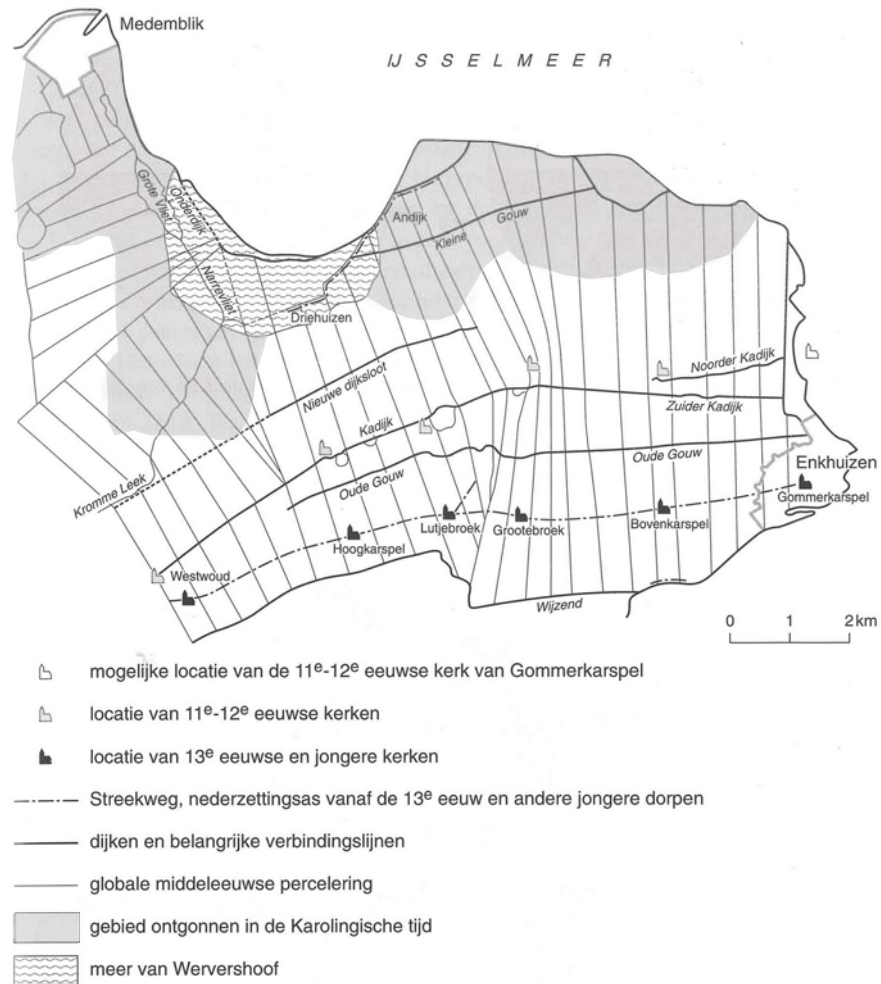 Medemblik
IJSSELMEER
Grote Vliet
Onderdijk
Andijk
Kleine Gouw
Narrevliet
Driehuizen
Nieuwe dijksloot
Noorder Kadijk
Kadijk
Zuider Kadijk
Kromme Leek
Oude Gouw
Oude Gouw
Enkhuizen
Gommerkarspel
Lutjebroek
Grootebroek
Bovenkarspel
Hoogkarspel
Westwoud
Wijzend
0 1 2 km
mogelijke locatie van de 11e-12e eeuwse kerk van Gommerkarspel
locatie van 11e-12e eeuwse kerken
locatie van 13e eeuwse en jongere kerken
Streekweg, nederzettingsas vanaf de 13e eeuw en andere jongere dorpen
dijken en belangrijke verbindingslijnen
globale middeleeuwse percelering
gebied ontgonnen in de Karolingische tijd
meer van Wervershoof